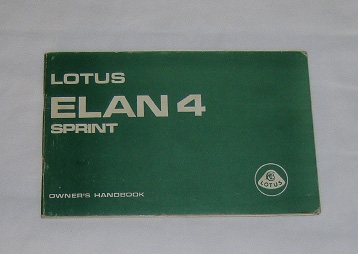 LOTUS
ELAN 4
SPRINT
OWNER'S HANDBOOK
LOTUS